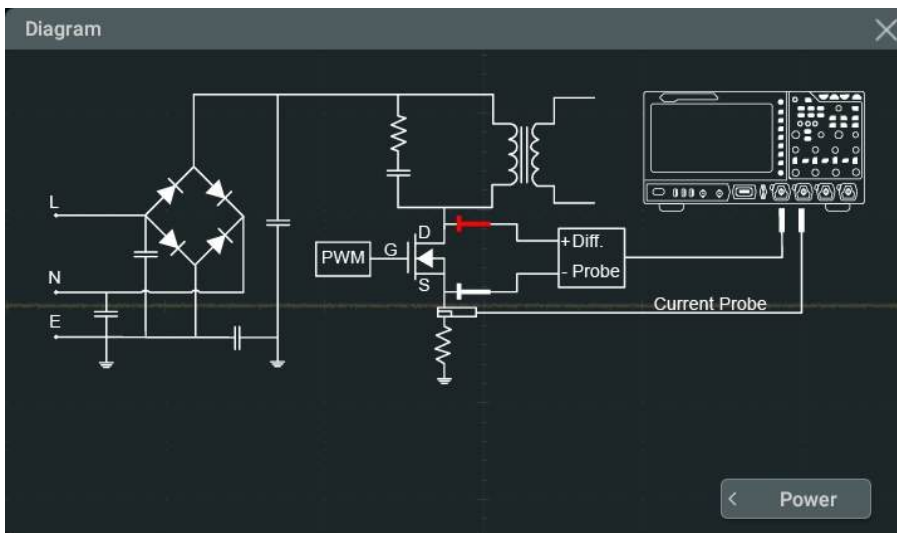 Diagram
L
D
+ Diff.
PWM
G
- Probe
N
S
Current Probe
E
Power